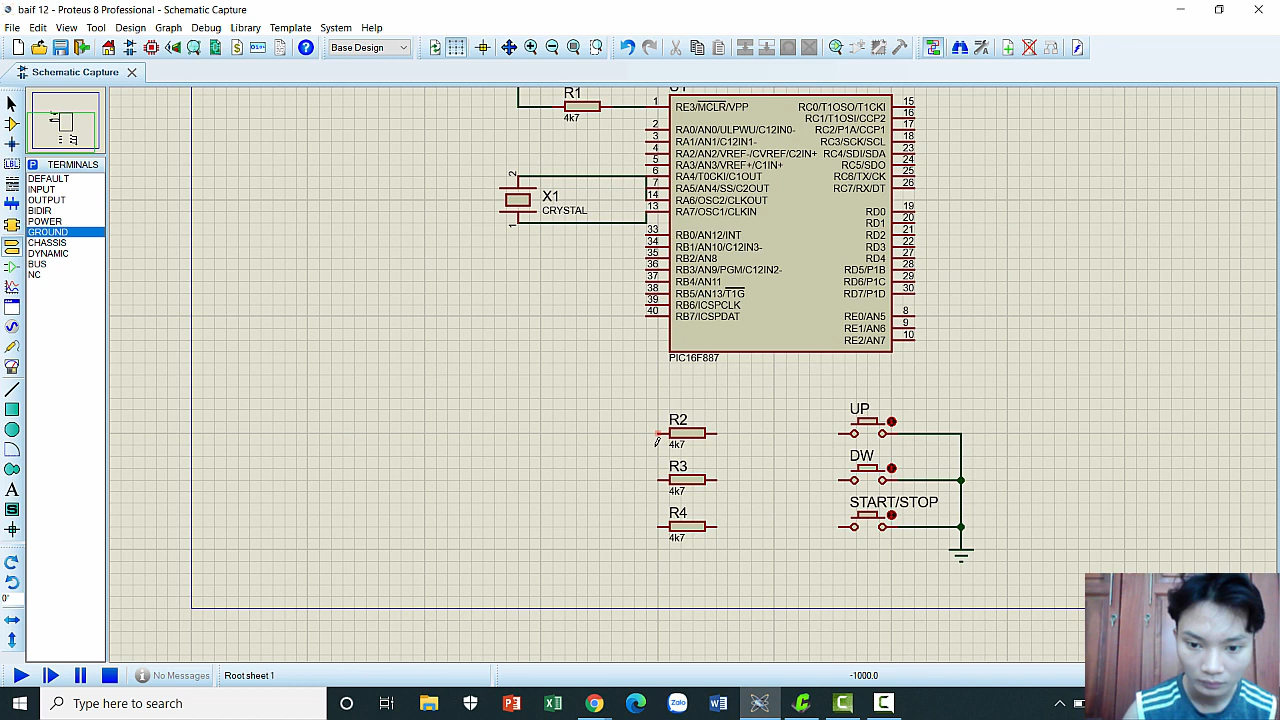 baif 12 - Proteus 8 Professional - Schematic Capture
File Edit View Tool Design Graph Debug Library Template System Help
Base Design
Schematic Capture
P TERMINALS
DEFAULT
INPUT
OUTPUT
BIDIR
POWER
GROUND
CHASSIS
DYNAMIC
BUS
NC
R1
4k7
X1
CRYSTAL
2
1
1 RE3/MCLR/VPP RC0/T1OSO/T1CKI 15
RC1/T1OSI/CCP2 16
2 RA0/AN0/ULPWU/C12IN0- RC2/P1A/CCP1 17
3 RA1/AN1/C12IN1- RC3/SCK/SCL 18
4 RA2/AN2/VREF-/CVREF/C2IN+ RC4/SDI/SDA 23
5 RA3/AN3/VREF+/C1IN+ RC5/SDO 24
6 RA4/T0CKI/C1OUT RC6/TX/CK 25
7 RA5/AN4/SS/C2OUT RC7/RX/DT 26
14 RA6/OSC2/CLKOUT
13 RA7/OSC1/CLKIN RD0 19
RD1 20
33 RB0/AN12/INT RD2 21
34 RB1/AN10/C12IN3- RD3 22
35 RB2/AN8 RD4 27
36 RB3/AN9/PGM/C12IN2- RD5/P1B 28
37 RB4/AN11 RD6/P1C 29
38 RB5/AN13/T1G RD7/P1D 30
39 RB6/ICSPCLK
40 RB7/ICSPDAT RE0/AN5 8
RE1/AN6 9
RE2/AN7 10
PIC16F887
R2
4k7
R3
4k7
R4
4k7
UP
DW
START/STOP
No Messages
Root sheet 1
-1000.0
Type here to search